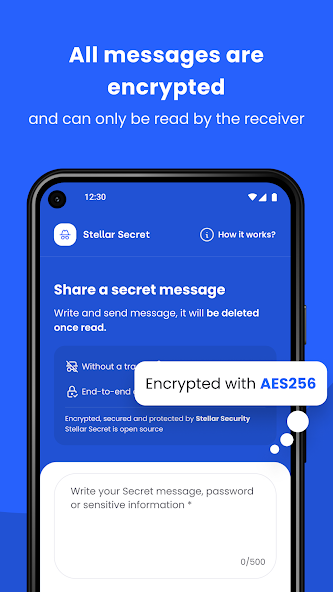 All messages are
encrypted
and can only be read by the receiver
12:30
Stellar Secret
How it works?
Share a secret message
Write and send message, it will be deleted
once read.
Without a
Encrypted with AES256
End-to-end
Encrypted, secured and protected by Stellar Security
Stellar Secret is open source
Write your Secret message, password
or sensitive information *
0/500